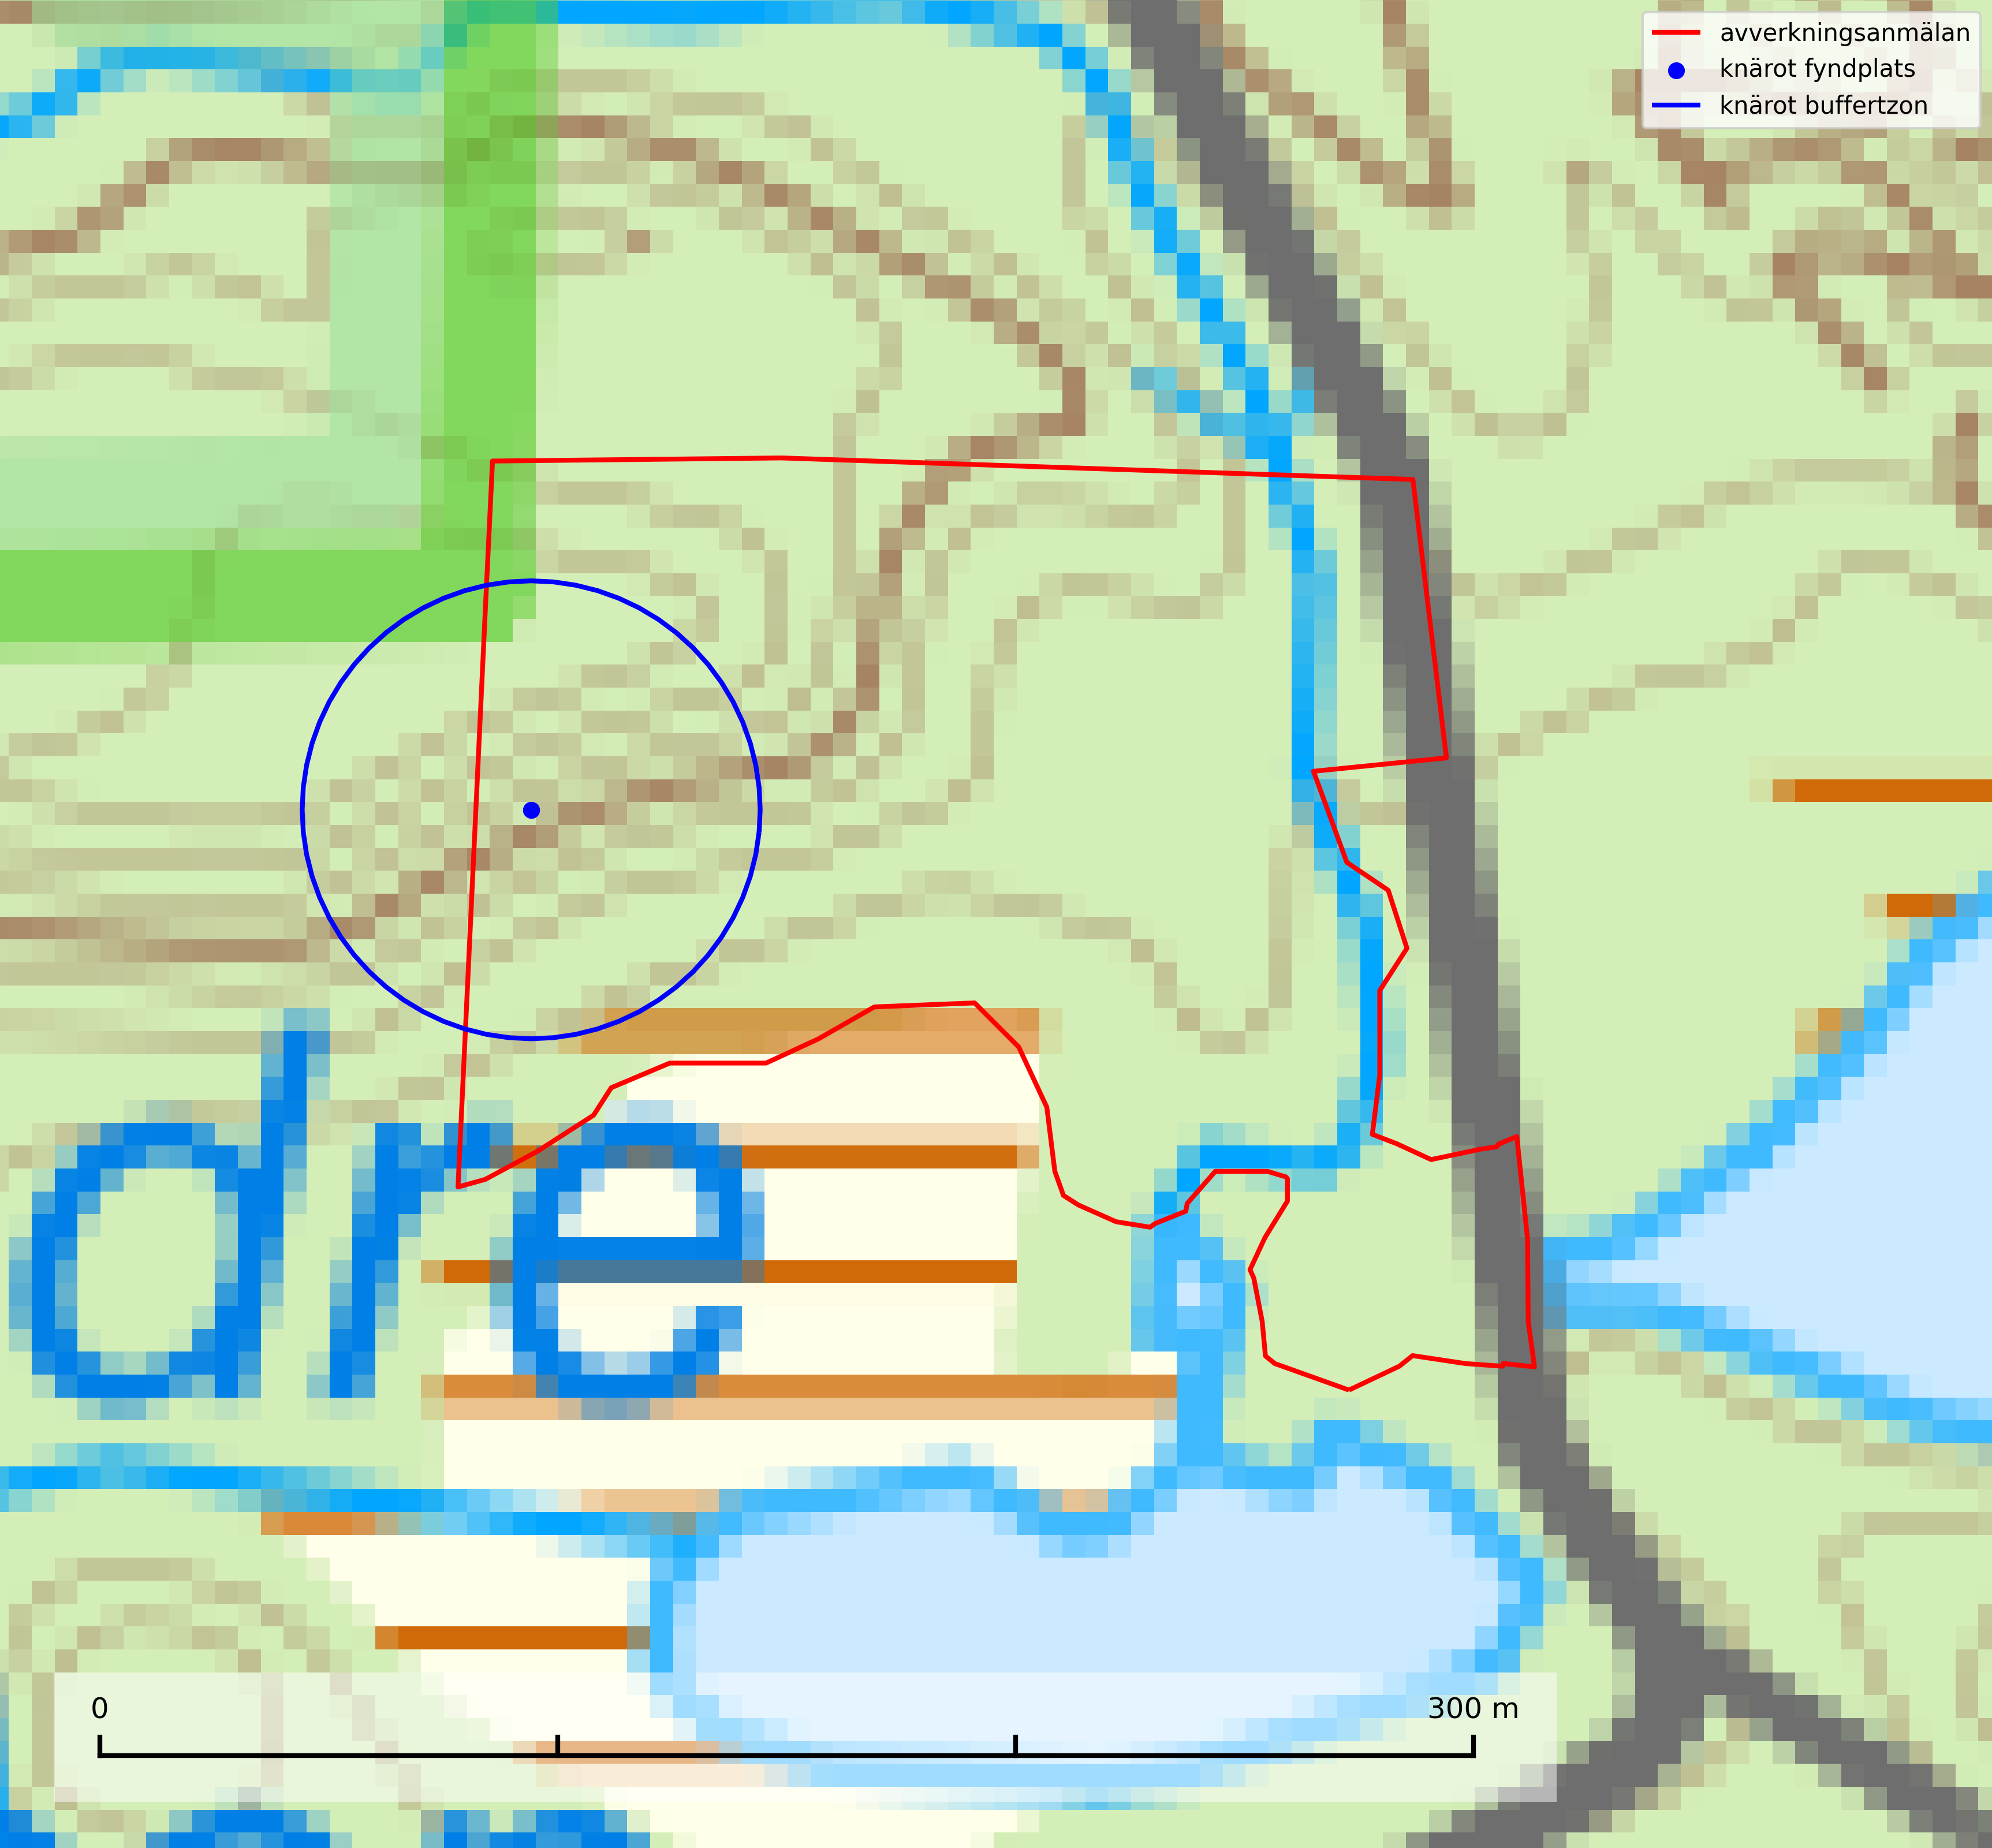 avverkningsanmälan
knärot fyndplats
knärot buffertzon
dre
0 300 m